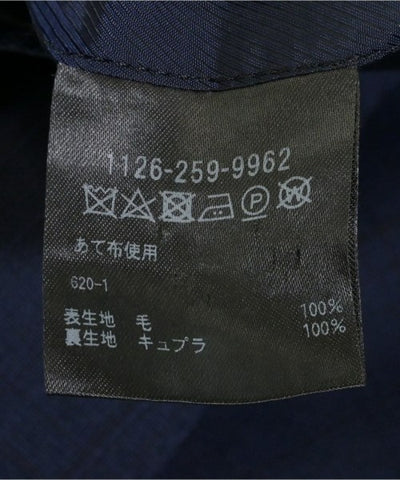 1126-259-9962
P W
あて布使用
620-1
表生地 毛 100%
裏生地 キュプラ 100%